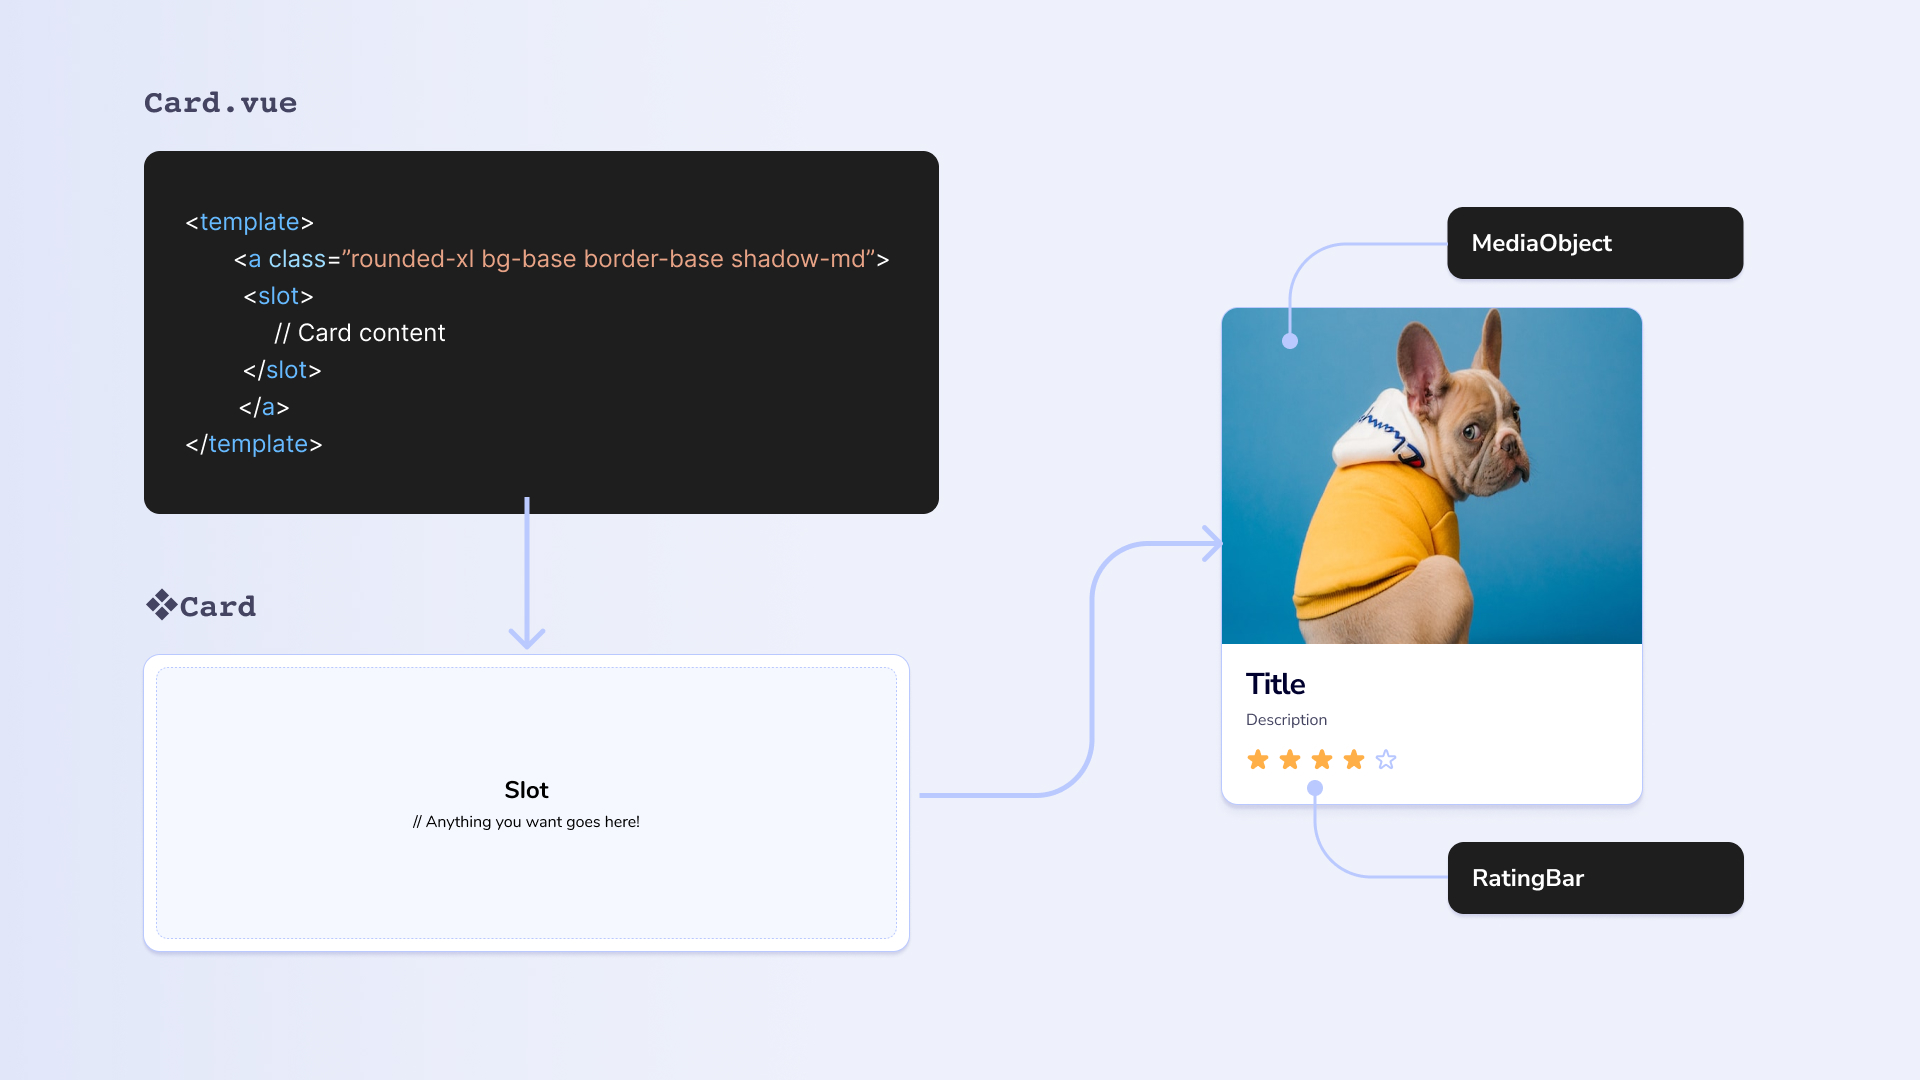 Card.vue
<template>
<a class=”rounded-xl bg-base border-base shadow-md”>
<slot>
// Card content
</slot>
</a>
</template>
Card
Slot
// Anything you want goes here!
MediaObject
Title
Description
RatingBar